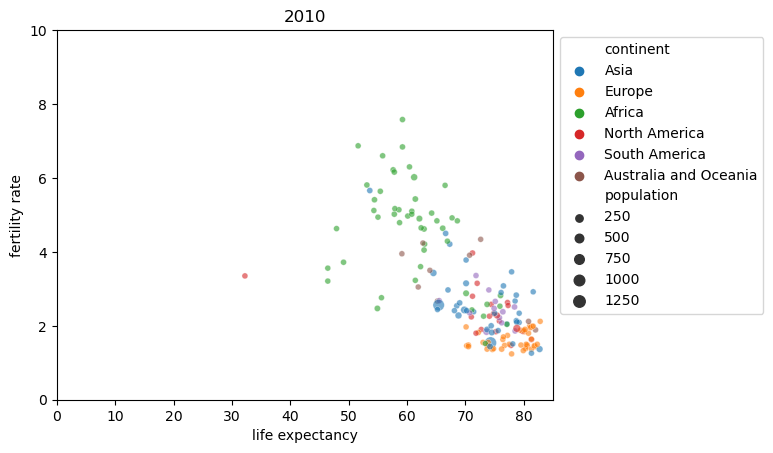 2010
10
8
6
4
2
0
fertility rate
0 10 20 30 40 50 60 70 80
life expectancy
continent
Asia
Europe
Africa
North America
South America
Australia and Oceania
population
250
500
750
1000
1250